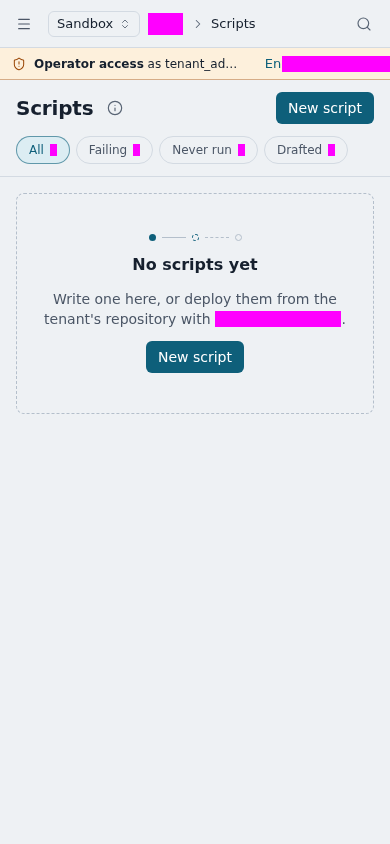 Sandbox
Scripts
Operator access as tenant_ad…
En
Scripts
New script
All
Failing
Never run
Drafted
No scripts yet
Write one here, or deploy them from the
tenant's repository with .
New script